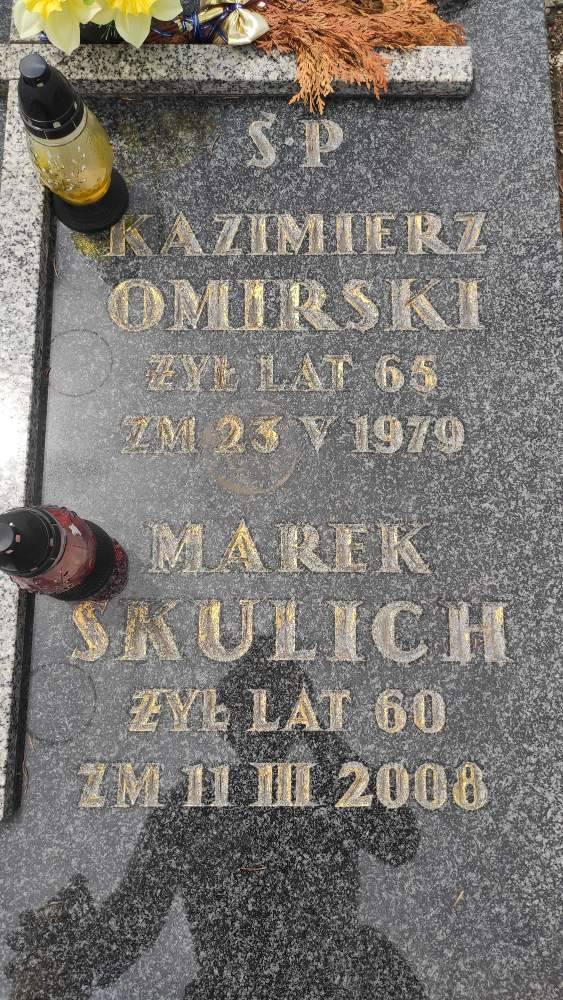 Ś.P
KAZIMIERZ
OMIRSKI
ŻYŁ LAT 65
ZM 23 V 1979
MAREK
SKULICH
ŻYŁ LAT 60
ZM 11 III 2008